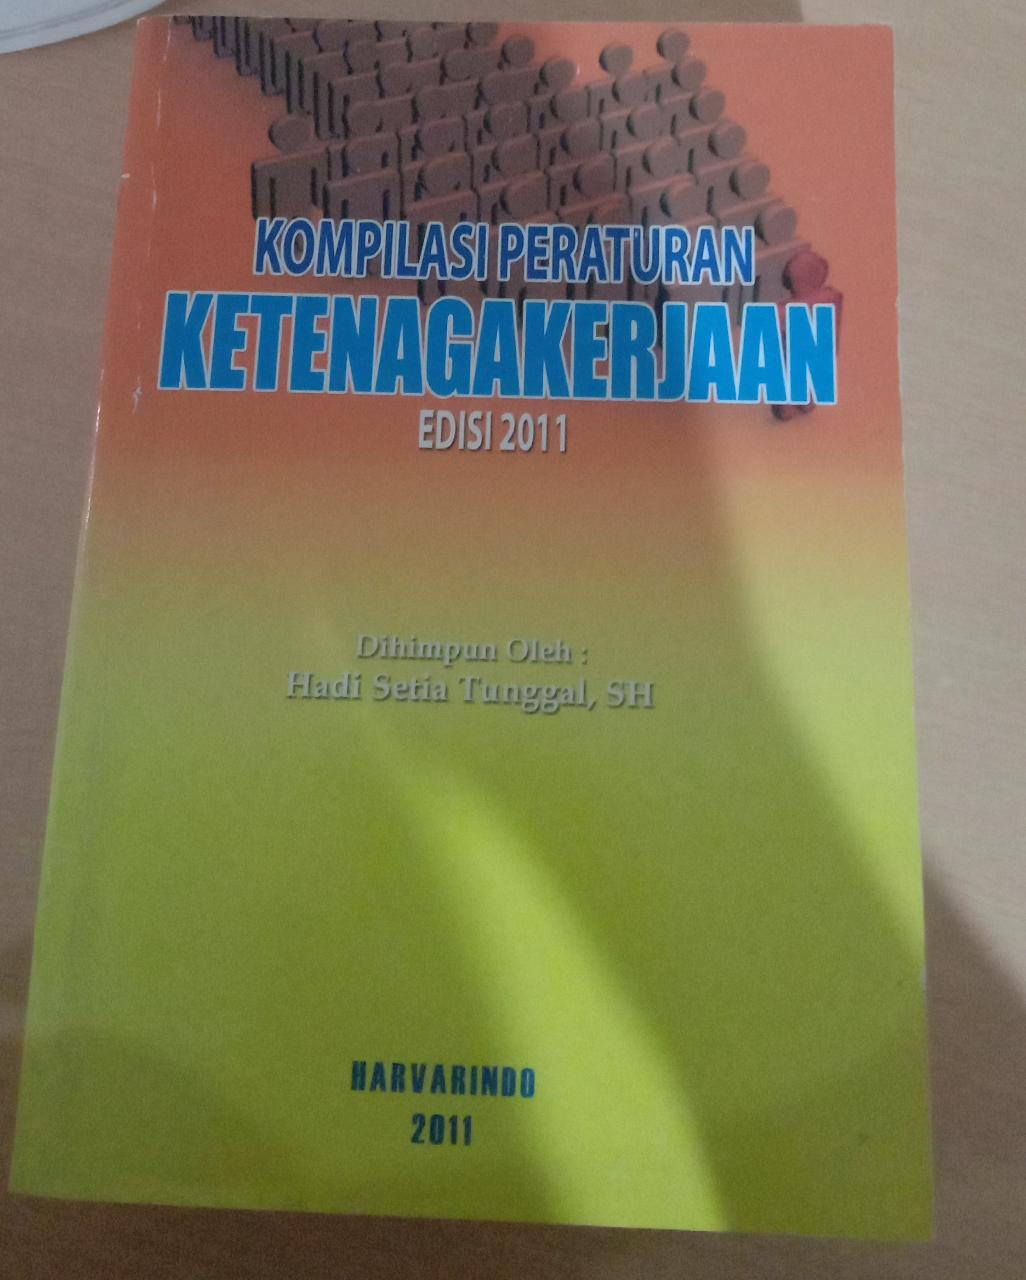 KOMPILASI PERATURAN
KETENAGAKERJAAN
EDISI 2011
Dihimpun Oleh :
Hadi Setia Tunggal, SH
HARVARINDO
2011